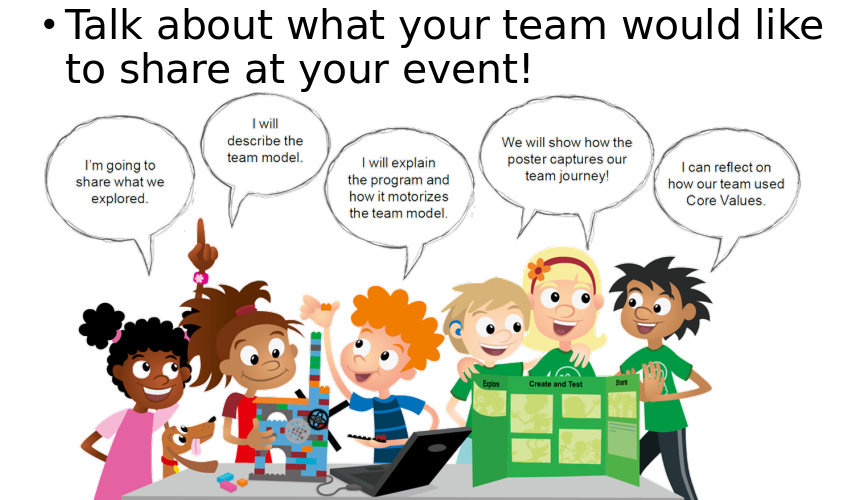 • Talk about what your team would like
to share at your event!
I'm going to
share what we
explored.
I will
describe the
team model.
I will explain
the program and
how it motorizes
the team model.
We will show how the
poster captures our
team journey!
I can reflect on
how our team used
Core Values.
Explore
Create and Test
Share